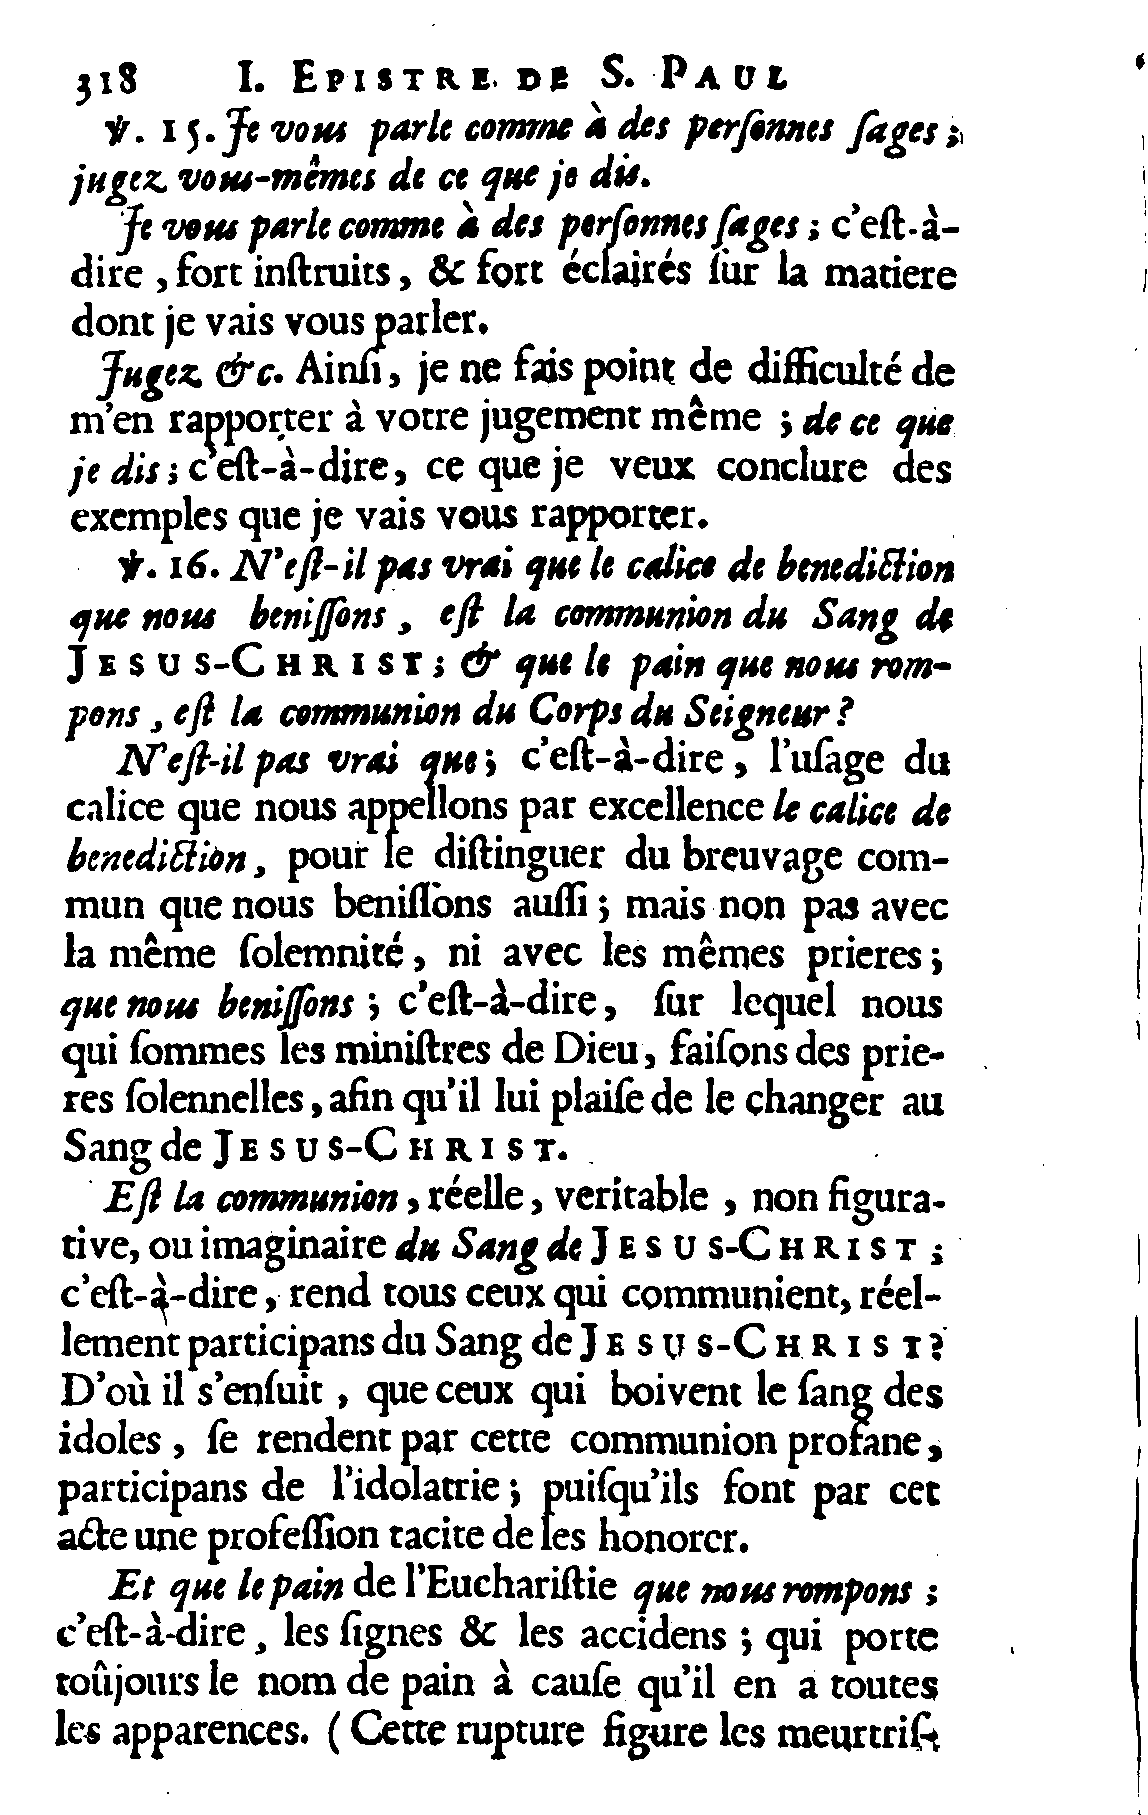 318 I. EPISTRE DE S. PAUL
℣. 15. Je vous parle comme à des perſonnes ſages ;
jugez vous-mêmes de ce que je dis.
Je vous parle comme à des perſonnes ſages ; c'eſt-à-
dire , fort inſtruits, & fort éclairés ſur la matiere
dont je vais vous parler.
Jugez &c. Ainſi, je ne fais point de difficulté de
m'en rapporter à votre jugement même ; de ce que
je dis ; c'eſt-à-dire, ce que je veux conclure des
exemples que je vais vous rapporter.
℣. 16. N'eſt-il pas vrai que le calice de benediction
que nous beniſſons , eſt la communion du Sang de
JESUS-CHRIST ; & que le pain que nous rom-
pons , eſt la communion du Corps du Seigneur ?
N'eſt-il pas vrai que ; c'eſt-à-dire , l'uſage du
calice que nous appellons par excellence le calice de
benediction, pour le diſtinguer du breuvage com-
mun que nous beniſſons auſſi ; mais non pas avec
la même ſolemnité, ni avec les mêmes prieres ;
que nous beniſſons ; c'eſt-à-dire, ſur lequel nous
qui ſommes les miniſtres de Dieu, faiſons des prie-
res ſolennelles, afin qu'il lui plaiſe de le changer au
Sang de JESUS-CHRIST.
Eſt la communion , réelle, veritable , non figura-
tive, ou imaginaire du Sang de JESUS-CHRIST ;
c'eſt-à-dire, rend tous ceux qui communient, réel-
lement participans du Sang de JESUS-CHRIST ?
D'où il s'enſuit , que ceux qui boivent le ſang des
idoles , ſe rendent par cette communion profane,
participans de l'idolatrie ; puiſqu'ils font par cet
acte une profeſſion tacite de les honorer.
Et que le pain de l'Euchariſtie que nous rompons ;
c'eſt-à-dire , les ſignes & les accidens ; qui porte
toûjours le nom de pain à cauſe qu'il en a toutes
les apparences. ( Cette rupture figure les meurtriſ-